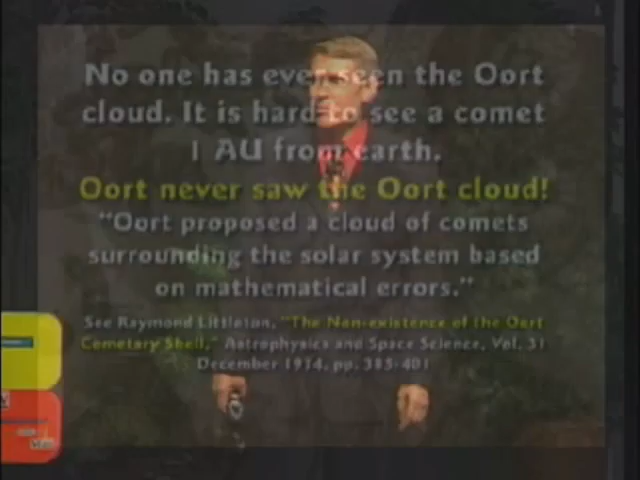 No one has ever seen the Oort
cloud. It is hard to see a comet
1 AU from earth.
Oort never saw the Oort cloud!
"Oort proposed a cloud of comets
surrounding the solar system based
on mathematical errors."
See Raymond Littleton, "The Non-existence of the Oort
Cometary Shell," Astrophysics and Space Science, Vol. 31
December 1914, pp. 385-401